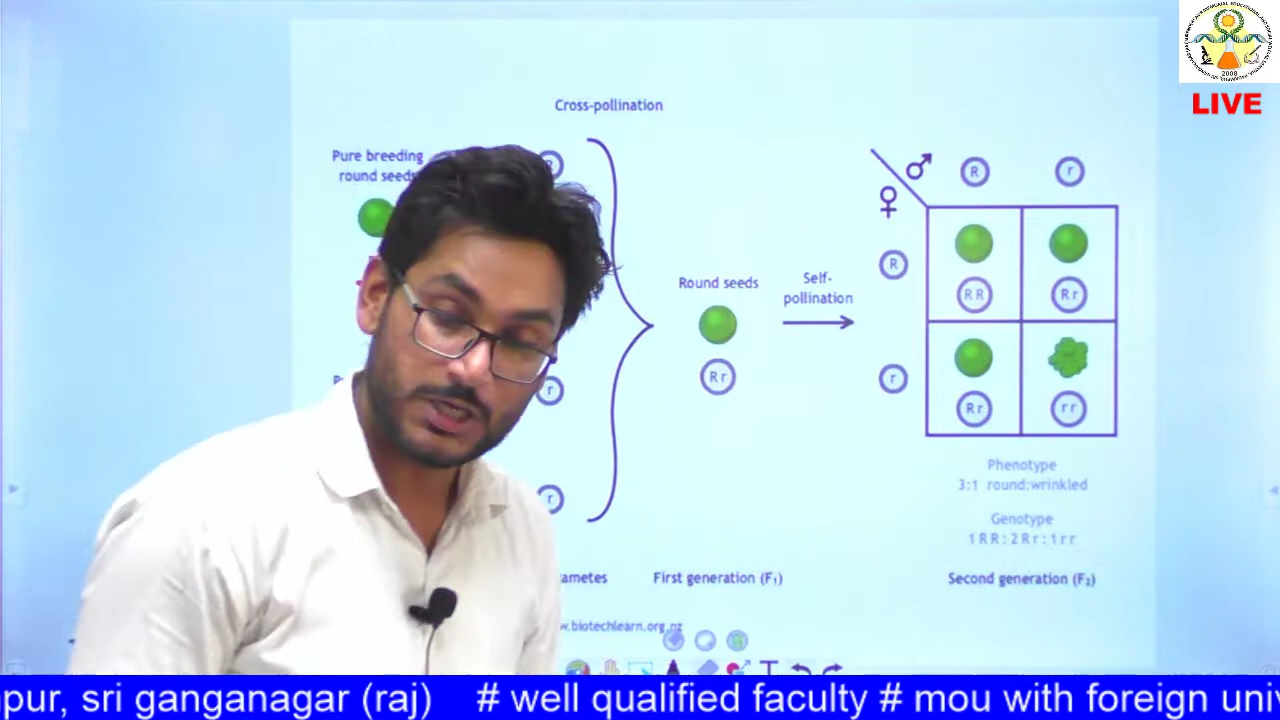 2008
LIVE
Cross-pollination
Pure breeding
round seeds
R
r
R
r
r
Round seeds
Rr
Self-
pollination
♂
♀
R
r
RR
Rr
Rr
rr
Phenotype
3:1 round:wrinkled
Genotype
1RR:2Rr:1rr
First generation (F₁)
Second generation (F₂)
w.biotechlearn.org.nz
T
pur, sri ganganagar (raj) # well qualified faculty # mou with foreign univ